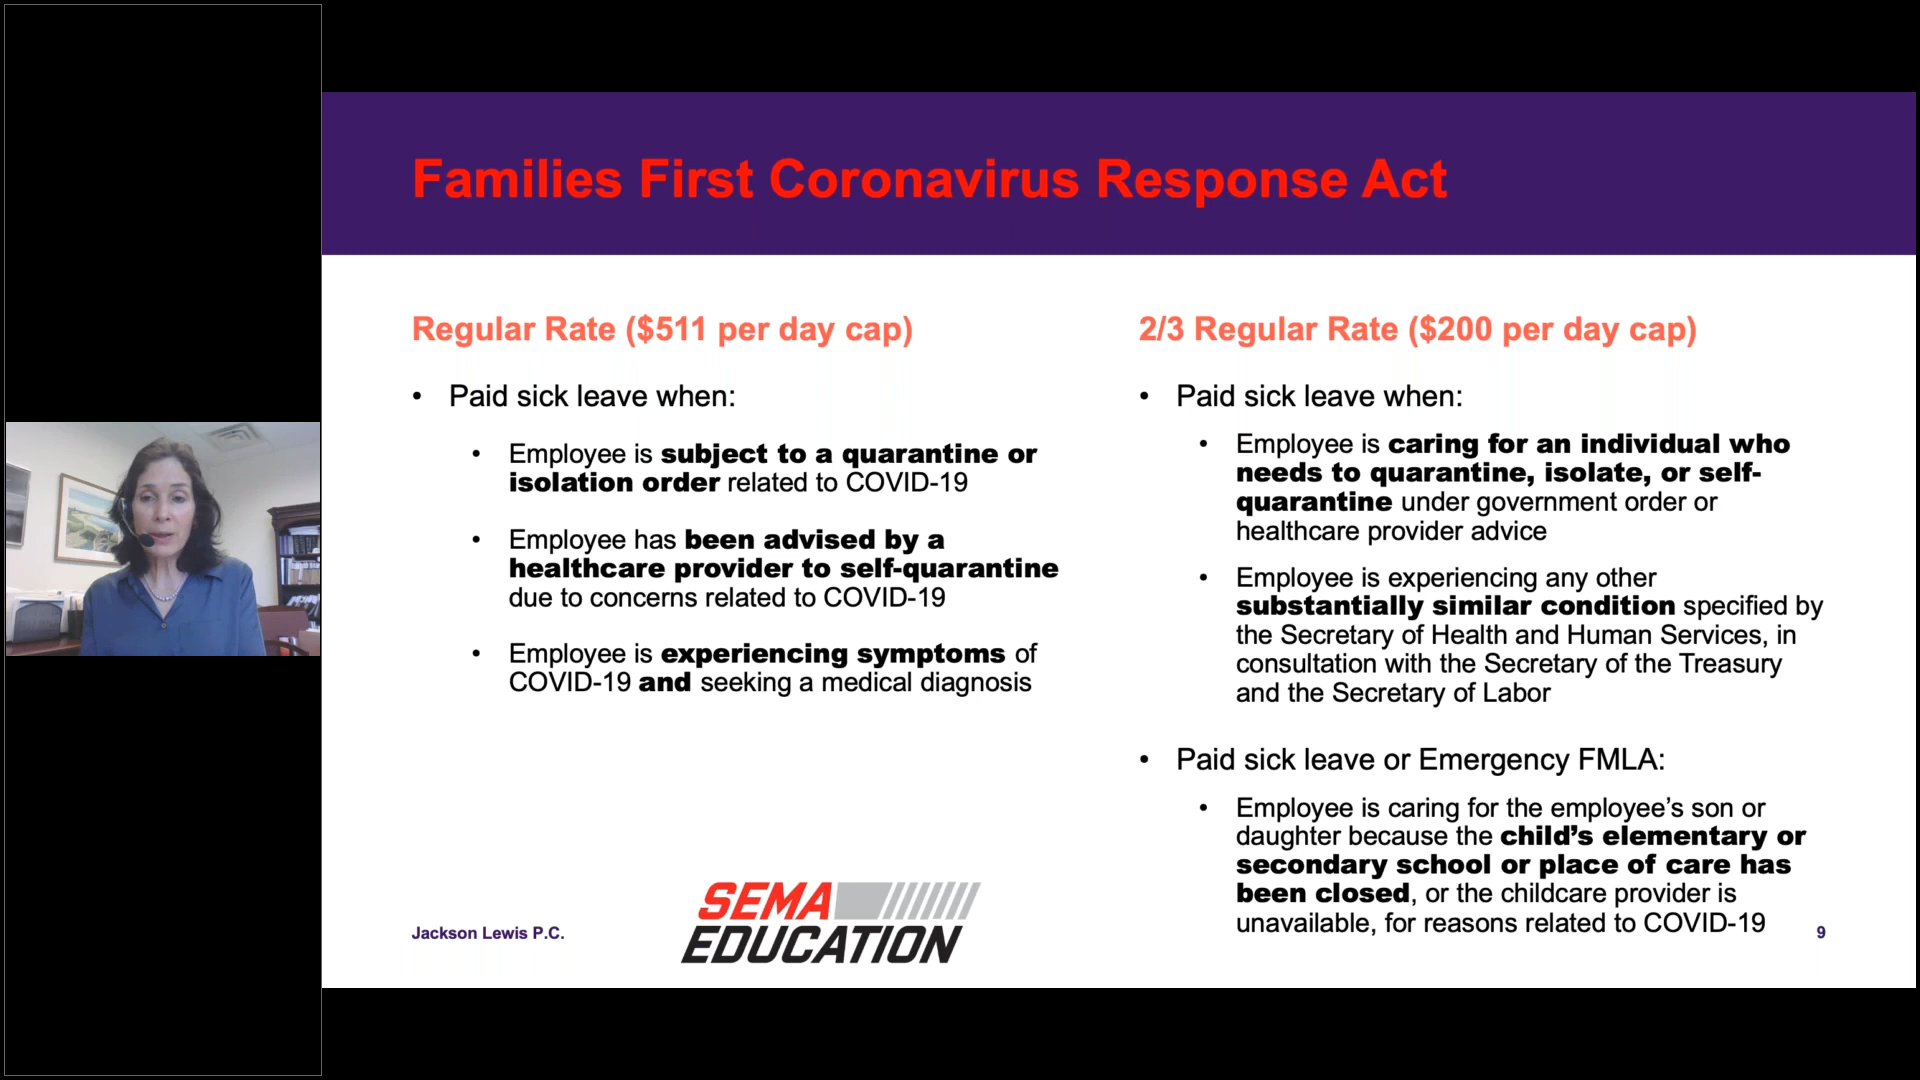 Families First Coronavirus Response Act
Regular Rate ($511 per day cap)
• Paid sick leave when:
• Employee is subject to a quarantine or
isolation order related to COVID-19
• Employee has been advised by a
healthcare provider to self-quarantine
due to concerns related to COVID-19
• Employee is experiencing symptoms of
COVID-19 and seeking a medical diagnosis
2/3 Regular Rate ($200 per day cap)
• Paid sick leave when:
• Employee is caring for an individual who
needs to quarantine, isolate, or self-
quarantine under government order or
healthcare provider advice
• Employee is experiencing any other
substantially similar condition specified by
the Secretary of Health and Human Services, in
consultation with the Secretary of the Treasury
and the Secretary of Labor
• Paid sick leave or Emergency FMLA:
• Employee is caring for the employee’s son or
daughter because the child’s elementary or
secondary school or place of care has
been closed, or the childcare provider is
unavailable, for reasons related to COVID-19
Jackson Lewis P.C.
SEMA
EDUCATION
9